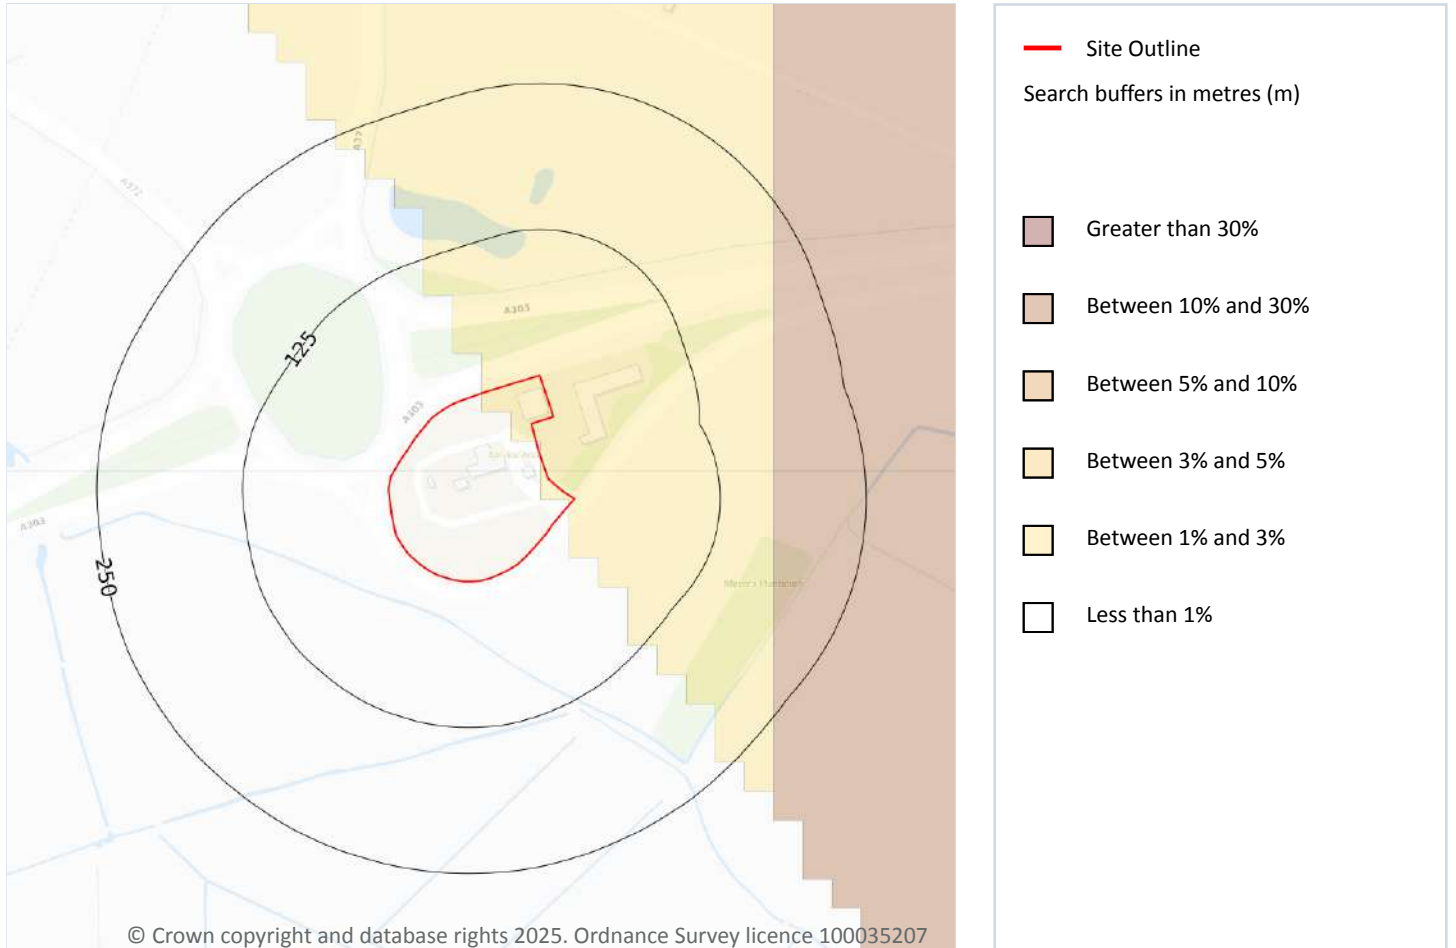 A37
A372
125
A303
A303
A303
250
© Crown copyright and database rights 2025. Ordnance Survey licence 100035207
Site Outline
Search buffers in metres (m)
Greater than 30%
Between 10% and 30%
Between 5% and 10%
Between 3% and 5%
Between 1% and 3%
Less than 1%